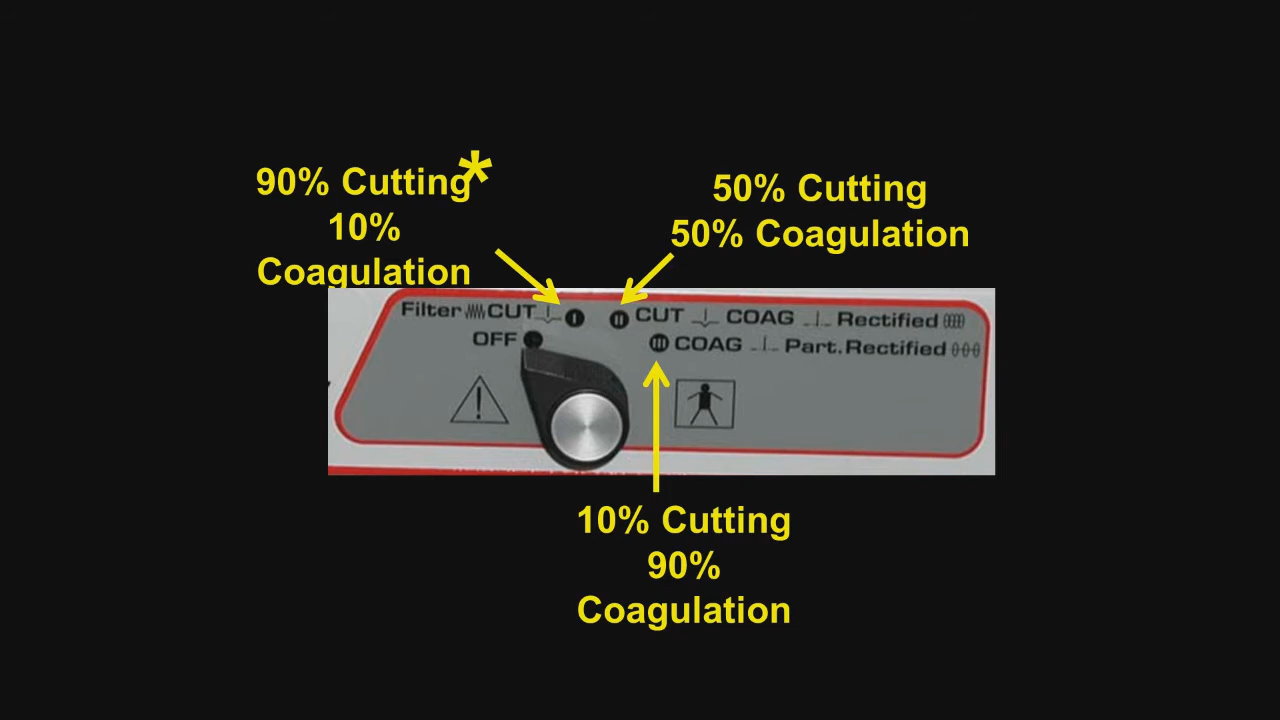 90% Cutting*
10%
Coagulation
50% Cutting
50% Coagulation
Filter CUT I II CUT COAG Rectified
OFF III COAG Part. Rectified
10% Cutting
90%
Coagulation